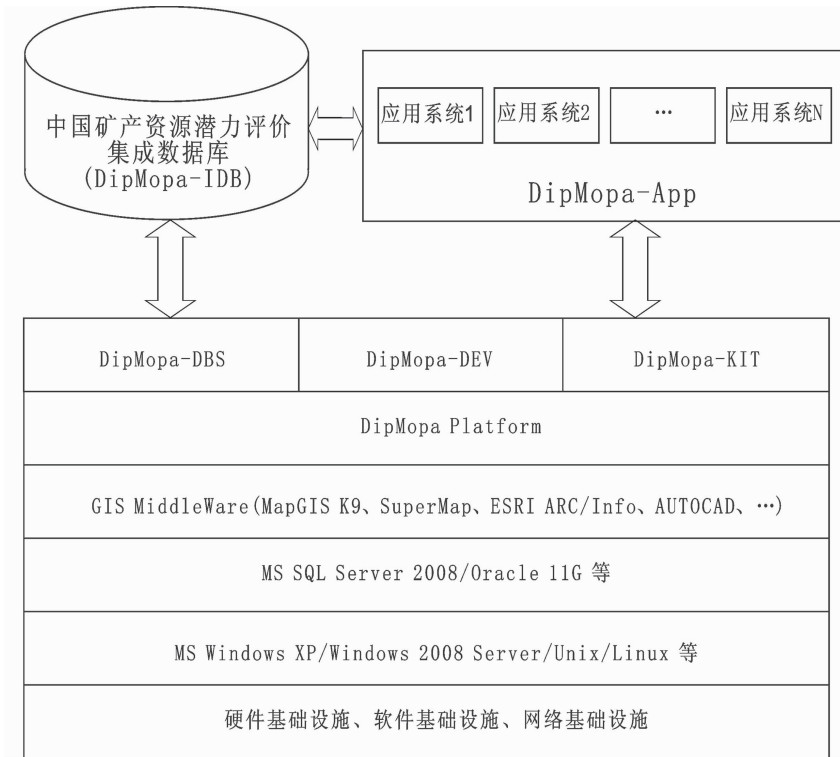 中国矿产资源潜力评价
集成数据库
(DipMopa-IDB)
应用系统1
应用系统2
…
应用系统N
DipMopa-App
DipMopa-DBS
DipMopa-DEV
DipMopa-KIT
DipMopa Platform
GIS MiddleWare(MapGIS K9、SuperMap、ESRI ARC/Info、AUTOCAD、…)
MS SQL Server 2008/Oracle 11G 等
MS Windows XP/Windows 2008 Server/Unix/Linux 等
硬件基础设施、软件基础设施、网络基础设施